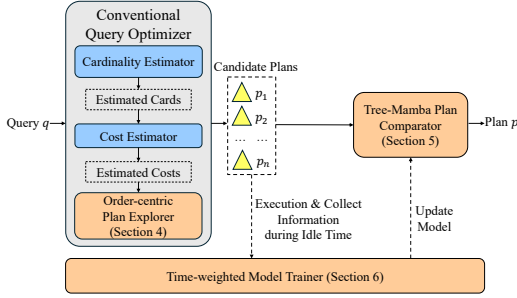 Conventional
Query Optimizer
Cardinality Estimator
Estimated Cards
Query q
Cost Estimator
Estimated Costs
Order-centric
Plan Explorer
(Section 4)
Candidate Plans
p1
p2
... ...
pn
Tree-Mamba Plan
Comparator
(Section 5)
Plan p
Execution & Collect
Information
during Idle Time
Update
Model
Time-weighted Model Trainer (Section 6)